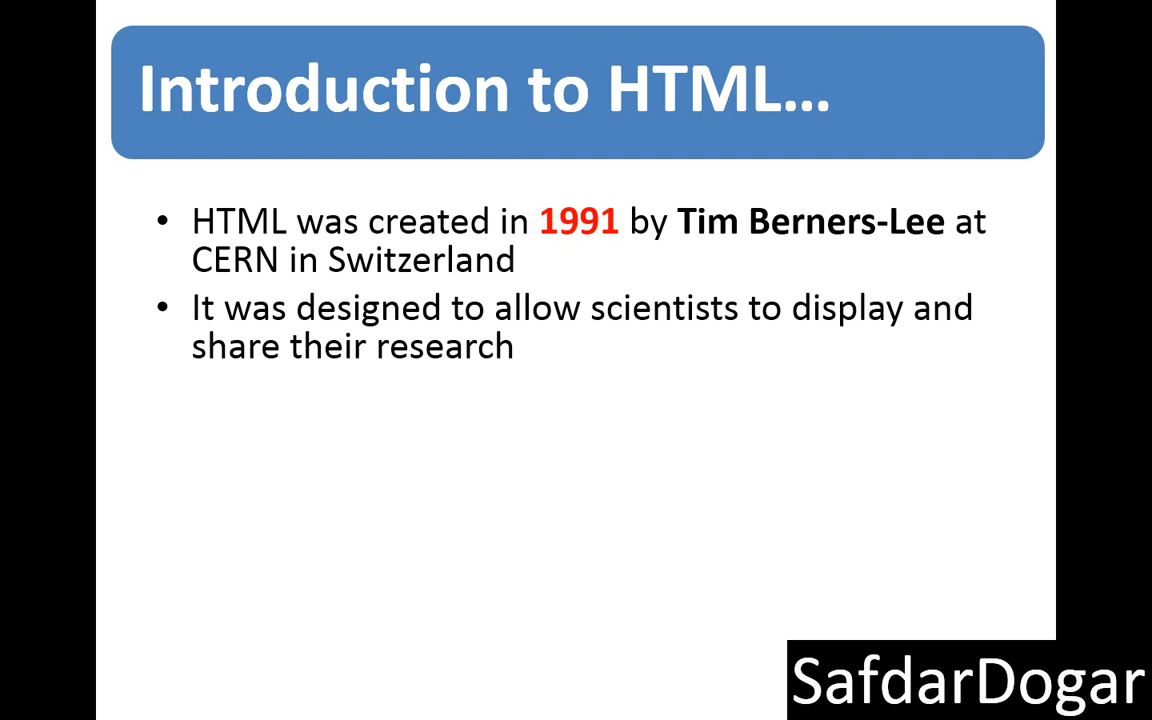 Introduction to HTML...
• HTML was created in 1991 by Tim Berners-Lee at
CERN in Switzerland
• It was designed to allow scientists to display and
share their research
SafdarDogar